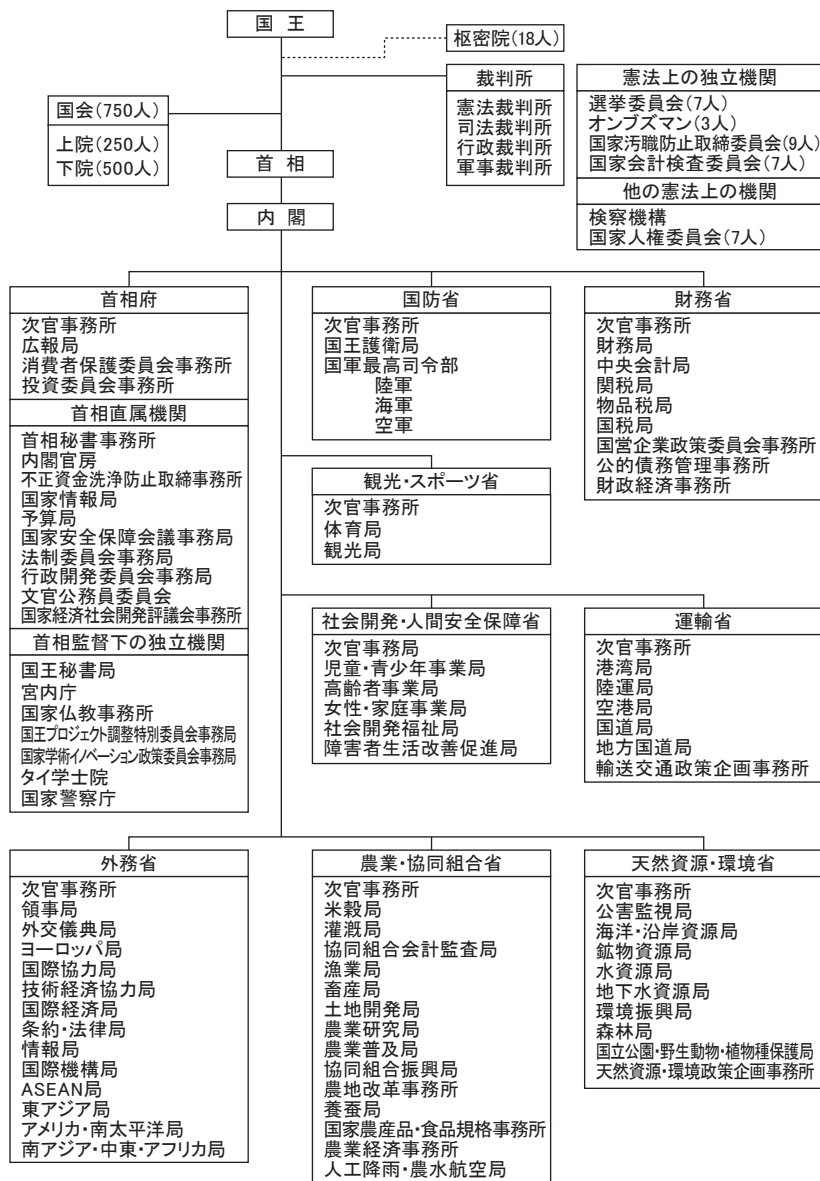 国 王
枢密院(18人)
裁判所
憲法裁判所
司法裁判所
行政裁判所
軍事裁判所
憲法上の独立機関
選挙委員会(7人)
オンブズマン(3人)
国家汚職防止取締委員会(9人)
国家会計検査委員会(7人)
他の憲法上の機関
検察機構
国家人権委員会(7人)
国会(750人)
上院(250人)
下院(500人)
首 相
内 閣
首相府
次官事務所
広報局
消費者保護委員会事務所
投資委員会事務所
首相直属機関
首相秘書事務所
内閣官房
不正資金洗浄防止取締事務所
国家情報局
予算局
国家安全保障会議事務局
法制委員会事務局
行政開発委員会事務局
文官公務員委員会
国家経済社会開発評議会事務所
首相監督下の独立機関
国王秘書局
宮内庁
国家仏教事務所
国王プロジェクト調整特別委員会事務局
国家学術イノベーション政策委員会事務局
タイ学士院
国家警察庁
国防省
次官事務所
国王護衛局
国軍最高司令部
陸軍
海軍
空軍
財務省
次官事務所
財務局
中央会計局
関税局
物品税局
国税局
国営企業政策委員会事務所
公的債務管理事務所
財政経済事務所
観光・スポーツ省
次官事務所
体育局
観光局
社会開発・人間安全保障省
次官事務局
児童・青少年事業局
高齢者事業局
女性・家庭事業局
社会開発福祉局
障害者生活改善促進局
運輸省
次官事務所
港湾局
陸運局
空港局
国道局
地方国道局
輸送交通政策企画事務所
外務省
次官事務所
領事局
外交儀典局
ヨーロッパ局
国際協力局
技術経済協力局
国際経済局
条約・法律局
情報局
国際機構局
ASEAN局
東アジア局
アメリカ・南太平洋局
南アジア・中東・アフリカ局
農業・協同組合省
次官事務所
米穀局
灌漑局
協同組合会計監査局
漁業局
畜産局
土地開発局
農業研究局
農業普及局
協同組合振興局
農地改革事務所
養蚕局
国家農産品・食品規格事務所
農業経済事務所
人工降雨・農水航空局
天然資源・環境省
次官事務所
公害監視局
海洋・沿岸資源局
鉱物資源局
水資源局
地下水資源局
環境振興局
森林局
国立公園・野生動物・植物種保護局
天然資源・環境政策企画事務所